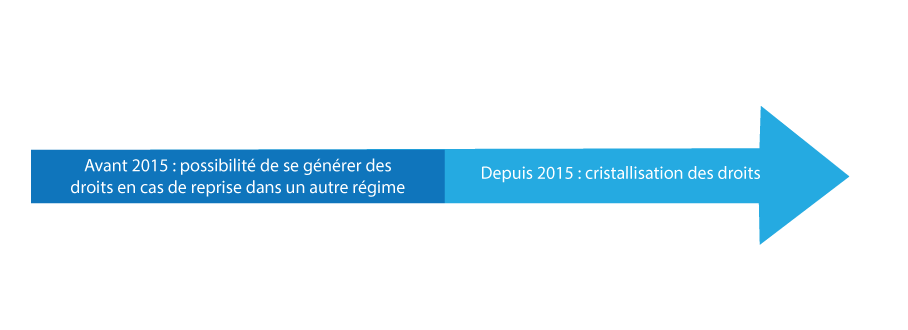 Avant 2015 : possibilité de se générer des
droits en cas de reprise dans un autre régime
Depuis 2015 : cristallisation des droits